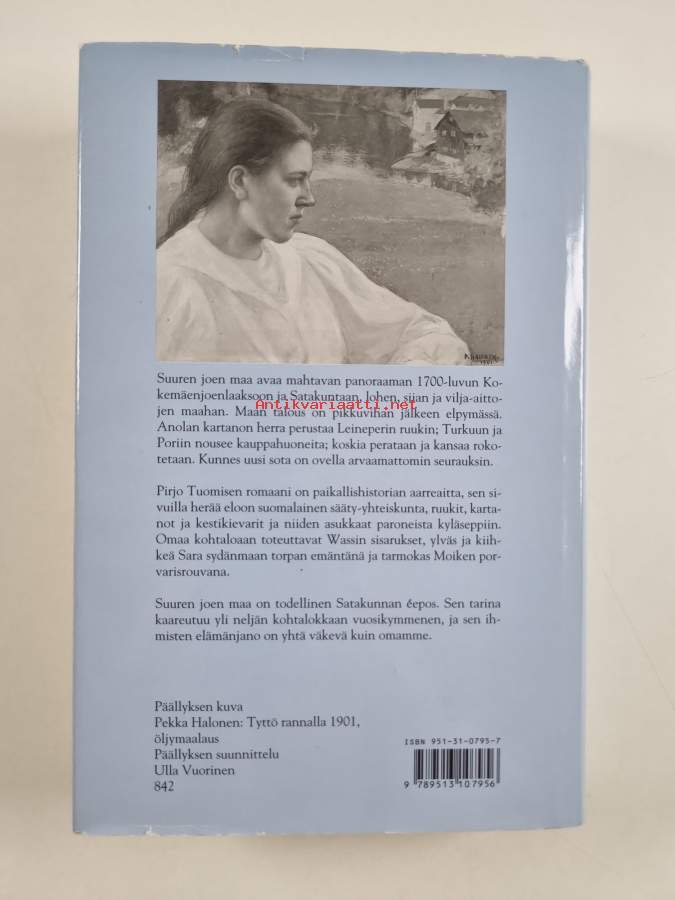 P. HALONEN
1901
Suuren joen maa avaa mahtavan panoraaman 1700-luvun Ko-
kemäenjoenlaaksoon ja Satakuntaan, lohen, siian ja vilja-aitto-
jen maahan. Maan talous on pikkuvihan jälkeen elpymässä.
Antikvariaatti.net
Anolan kartanon herra perustaa Leineperin ruukin; Turkuun ja
Poriin nousee kauppahuoneita; koskia perataan ja kansaa roko-
tetaan. Kunnes uusi sota on ovella arvaamattomin seurauksin.
Pirjo Tuomisen romaani on paikallishistorian aarreaitta, sen si-
vuilla herää eloon suomalainen sääty-yhteiskunta, ruukit, karta-
not ja kestikievarit ja niiden asukkaat paroneista kyläseppiin.
Omaa kohtaloaan toteuttavat Wassin sisarukset, ylväs ja kiih-
keä Sara sydänmaan torpan emäntänä ja tarmokas Moiken por-
varisrouvana.
Suuren joen maa on todellinen Satakunnan éepos. Sen tarina
kaareutuu yli neljän kohtalokkaan vuosikymmenen, ja sen ih-
misten elämänjano on yhtä väkevä kuin omamme.
Päällyksen kuva
Pekka Halonen: Tyttö rannalla 1901,
öljymaalaus
Päällyksen suunnittelu
Ulla Vuorinen
842
ISBN 951-31-0795-7
9 789513 107956